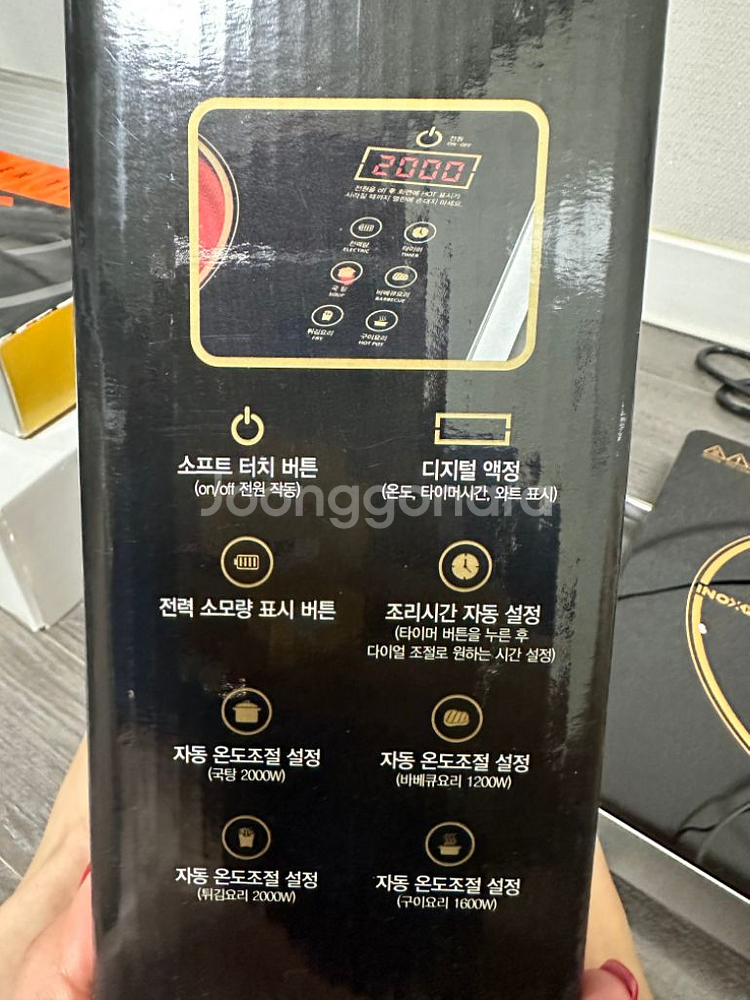 전원
ON·OFF
2000
전원을 off 후 화면에 HOT 표시가
사라질 때까지 열판에 손대지 마세요.
전력량
ELECTRIC
타이머
TIMER
국 탕
SOUP
바베큐요리
BARBECUE
튀김요리
FRY
구이요리
HOT POT
소프트 터치 버튼
(on/off 전원 작동)
디지털 액정
(온도, 타이머시간, 와트 표시)
Joonggonara
전력 소모량 표시 버튼
조리시간 자동 설정
(타이머 버튼을 누른 후
다이얼 조절로 원하는 시간 설정)
자동 온도조절 설정
(국탕 2000W)
자동 온도조절 설정
(바베큐요리 1200W)
자동 온도조절 설정
(튀김요리 2000W)
자동 온도조절 설정
(구이요리 1600W)